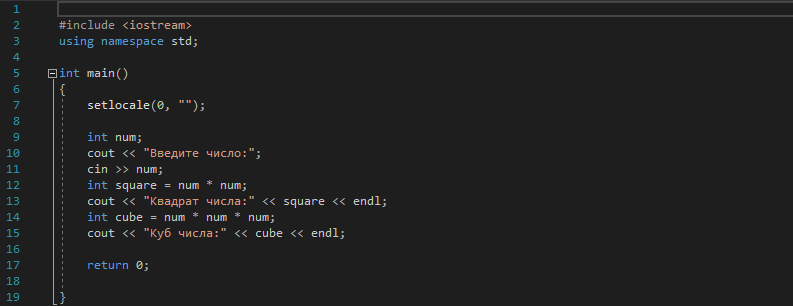 1
2 #include <iostream>
3 using namespace std;
4
5 int main()
6 {
7 setlocale(0, "");
8
9 int num;
10 cout << "Введите число:";
11 cin >> num;
12 int square = num * num;
13 cout << "Квадрат числа:" << square << endl;
14 int cube = num * num * num;
15 cout << "Куб числа:" << cube << endl;
16
17 return 0;
18
19 }